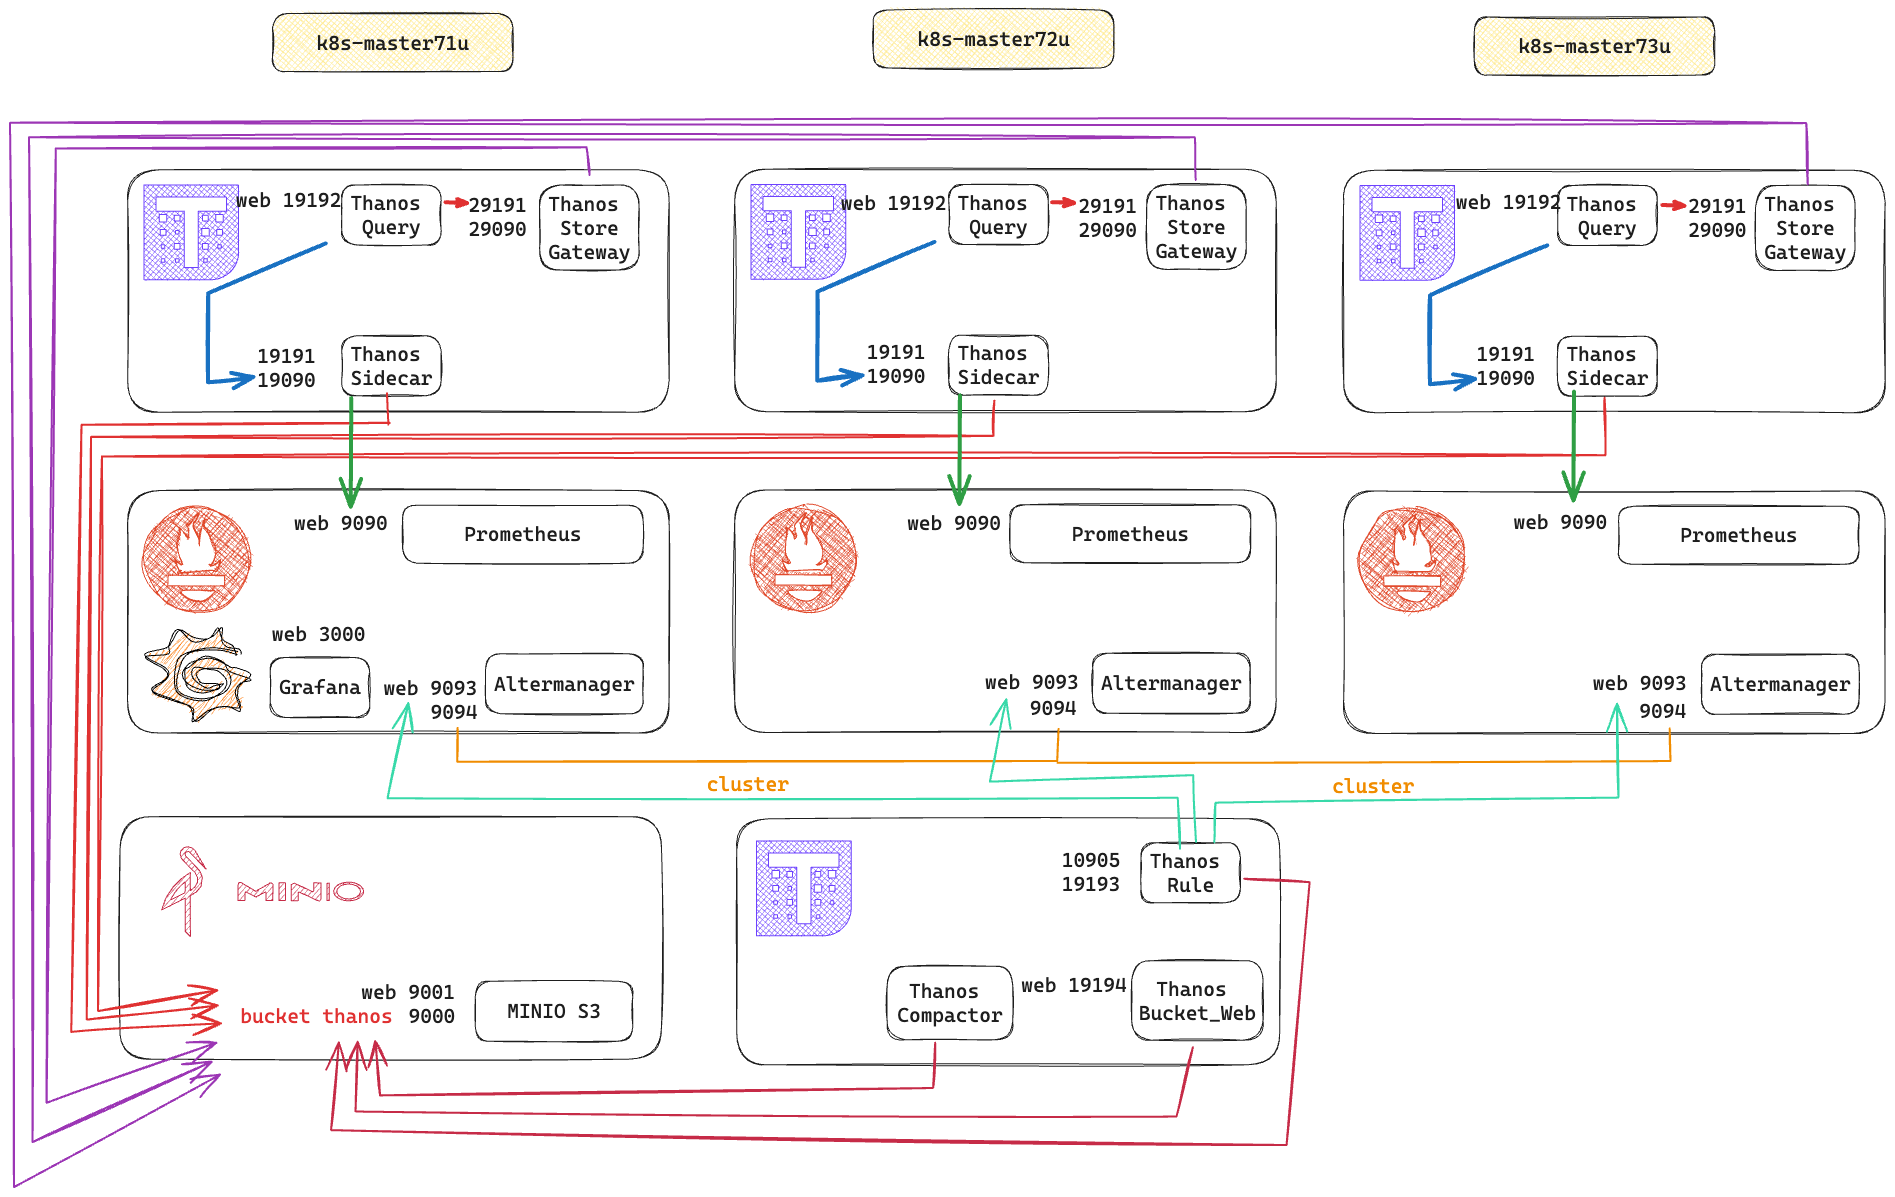 k8s-master71u
k8s-master72u
k8s-master73u
web 19192
Thanos
Query
29191
29090
Thanos
Store
Gateway
19191
19090
Thanos
Sidecar
web 19192
Thanos
Query
29191
29090
Thanos
Store
Gateway
19191
19090
Thanos
Sidecar
web 19192
Thanos
Query
29191
29090
Thanos
Store
Gateway
19191
19090
Thanos
Sidecar
web 9090
Prometheus
web 3000
Grafana
web 9093
9094
Altermanager
web 9090
Prometheus
web 9093
9094
Altermanager
web 9090
Prometheus
web 9093
9094
Altermanager
cluster
cluster
MINIO
web 9001
bucket thanos 9000
MINIO S3
10905
19193
Thanos
Rule
Thanos
Compactor
web 19194
Thanos
Bucket_Web